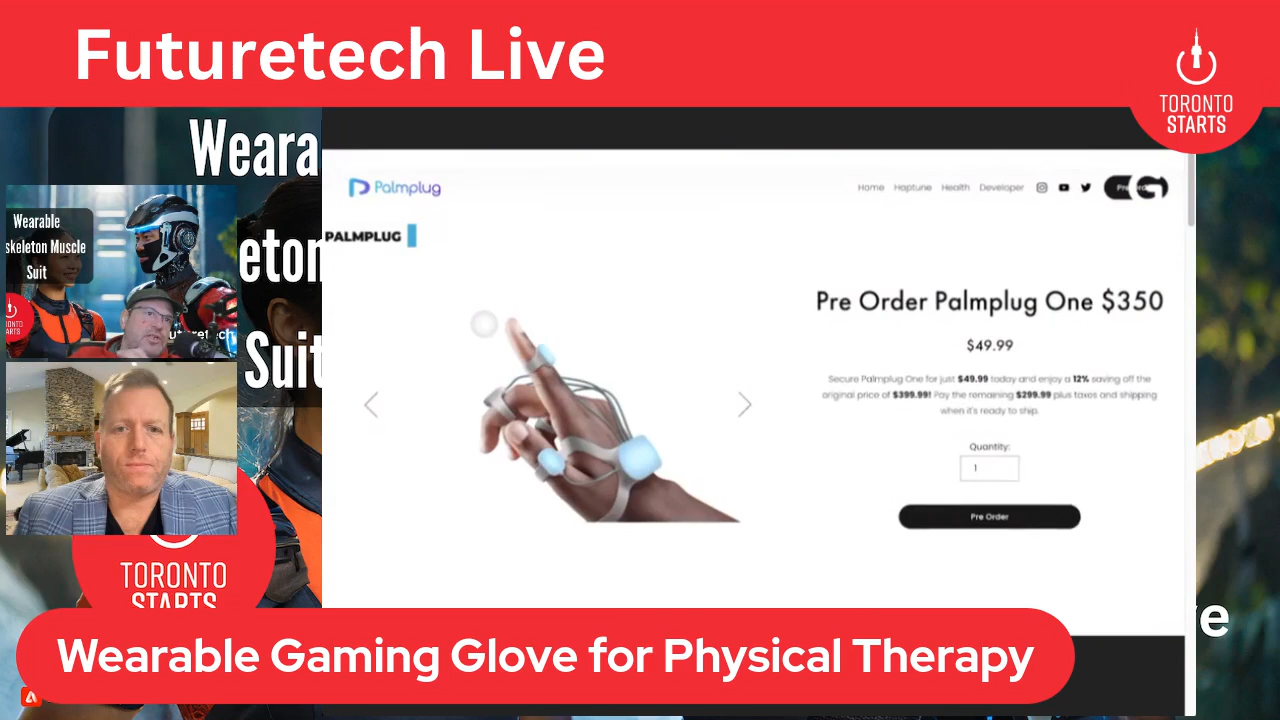 Futuretech Live
TORONTO
STARTS
Weara
eton
Suit
Wearable
skeleton Muscle
Suit
Palmplug
Home Haptune Health Developer
PALMPLUG
Pre Order Palmplug One $350
$49.99
Secure Palmplug One for just $49.99 today and enjoy a 12% saving off the
original price of $399.99! Pay the remaining $299.99 plus taxes and shipping
when it's ready to ship.
Quantity:
1
Pre Order
TORONTO
STARTS
Wearable Gaming Glove for Physical Therapy